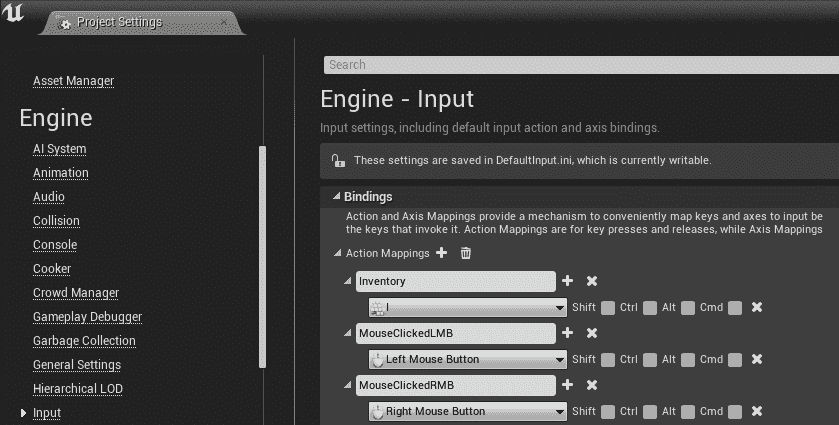 Project Settings
Asset Manager
Engine
AI System
Animation
Audio
Collision
Console
Cooker
Crowd Manager
Gameplay Debugger
Garbage Collection
General Settings
Hierarchical LOD
Input
Search
Engine - Input
Input settings, including default input action and axis bindings.
These settings are saved in DefaultInput.ini, which is currently writable.
Bindings
Action and Axis Mappings provide a mechanism to conveniently map keys and axes to input be
the keys that invoke it. Action Mappings are for key presses and releases, while Axis Mappings
Action Mappings
Inventory
I Shift Ctrl Alt Cmd
MouseClickedLMB
Left Mouse Button Shift Ctrl Alt Cmd
MouseClickedRMB
Right Mouse Button Shift Ctrl Alt Cmd